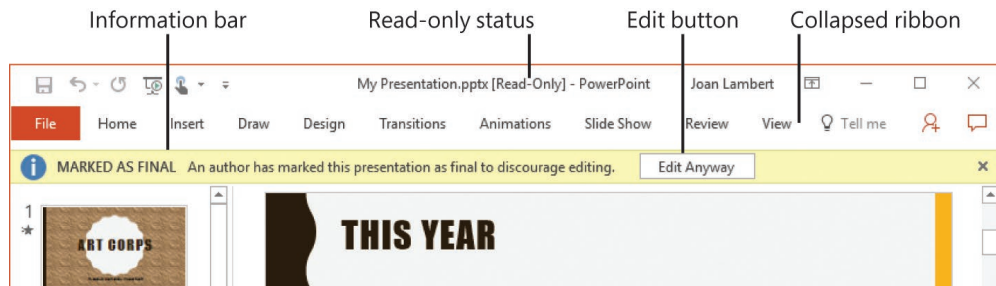 Information bar Read-only status Edit button Collapsed ribbon
My Presentation.pptx [Read-Only] - PowerPoint Joan Lambert
File Home Insert Draw Design Transitions Animations Slide Show Review View Tell me
MARKED AS FINAL An author has marked this presentation as final to discourage editing. Edit Anyway
1
ART CORPS
THIS YEAR